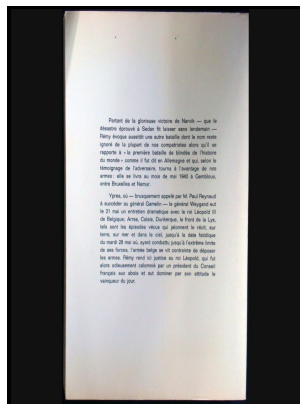 Partant de la glorieuse victoire de Narvik — que le
désastre éprouvé à Sedan fit laisser sans lendemain —
Rémy évoque aussitôt une autre bataille dont le nom reste
ignoré de la plupart de nos compatriotes alors qu'il se
rapporte à « la première bataille de blindés de l'histoire
du monde » comme il fut dit en Allemagne et qui, selon le
témoignage de l'adversaire, tourna à l'avantage de nos
armes : elle se livra au mois de mai 1940 à Gembloux,
entre Bruxelles et Namur.
Ypres, où — brusquement appelé par M. Paul Reynaud
à succéder au général Gamelin — le général Weygand eut
le 21 mai un entretien dramatique avec le roi Léopold III
de Belgique; Arras, Calais, Dunkerque, le front de la Lys,
tels sont les épisodes vécus qui jalonnent le récit, sur
terre, sur mer et dans le ciel, jusqu'à la date fatidique
du mardi 28 mai où, ayant combattu jusqu'à l'extrême limite
de ses forces, l'armée belge se vit contrainte de déposer
les armes. Rémy rend ici justice au roi Léopold, qui fut
alors odieusement calomnié par un président du Conseil
français aux abois et sut dominer par son attitude le
vainqueur du jour.